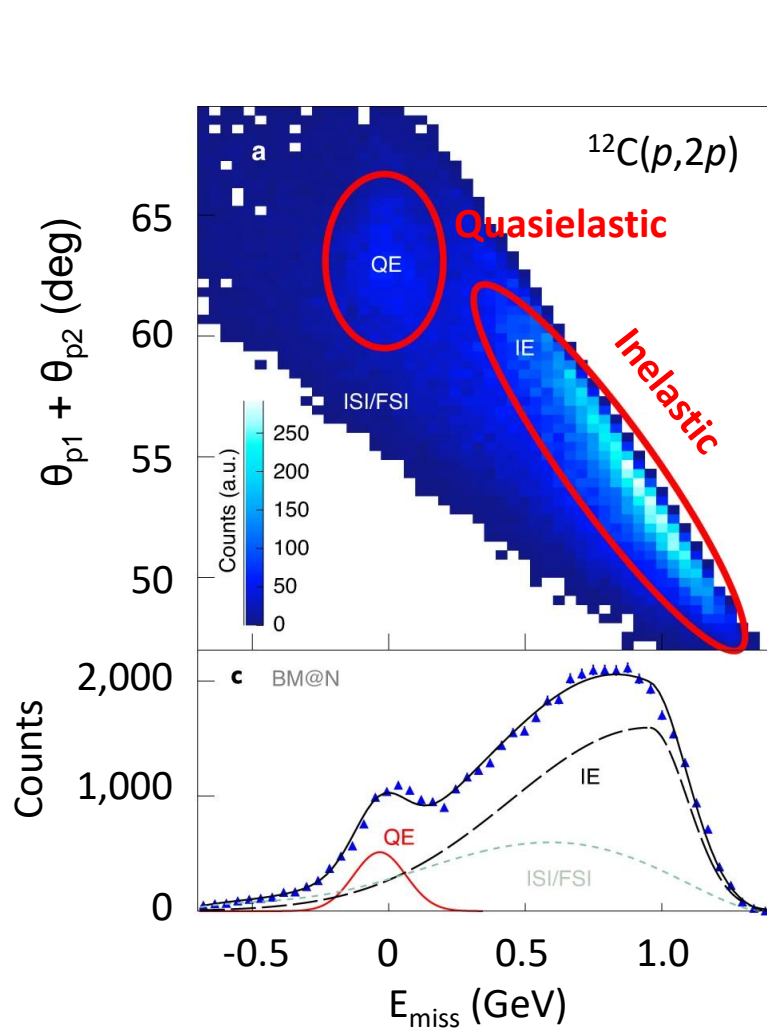 a
¹²C(p,2p)
Quasielastic
QE
Inelastic
IE
ISI/FSI
θp1 + θp2 (deg)
65
60
55
50
Counts (a.u.)
250
200
150
100
50
0
c BM@N
Counts
2,000
1,000
0
IE
QE
ISI/FSI
-0.5 0 0.5 1.0
Emiss (GeV)